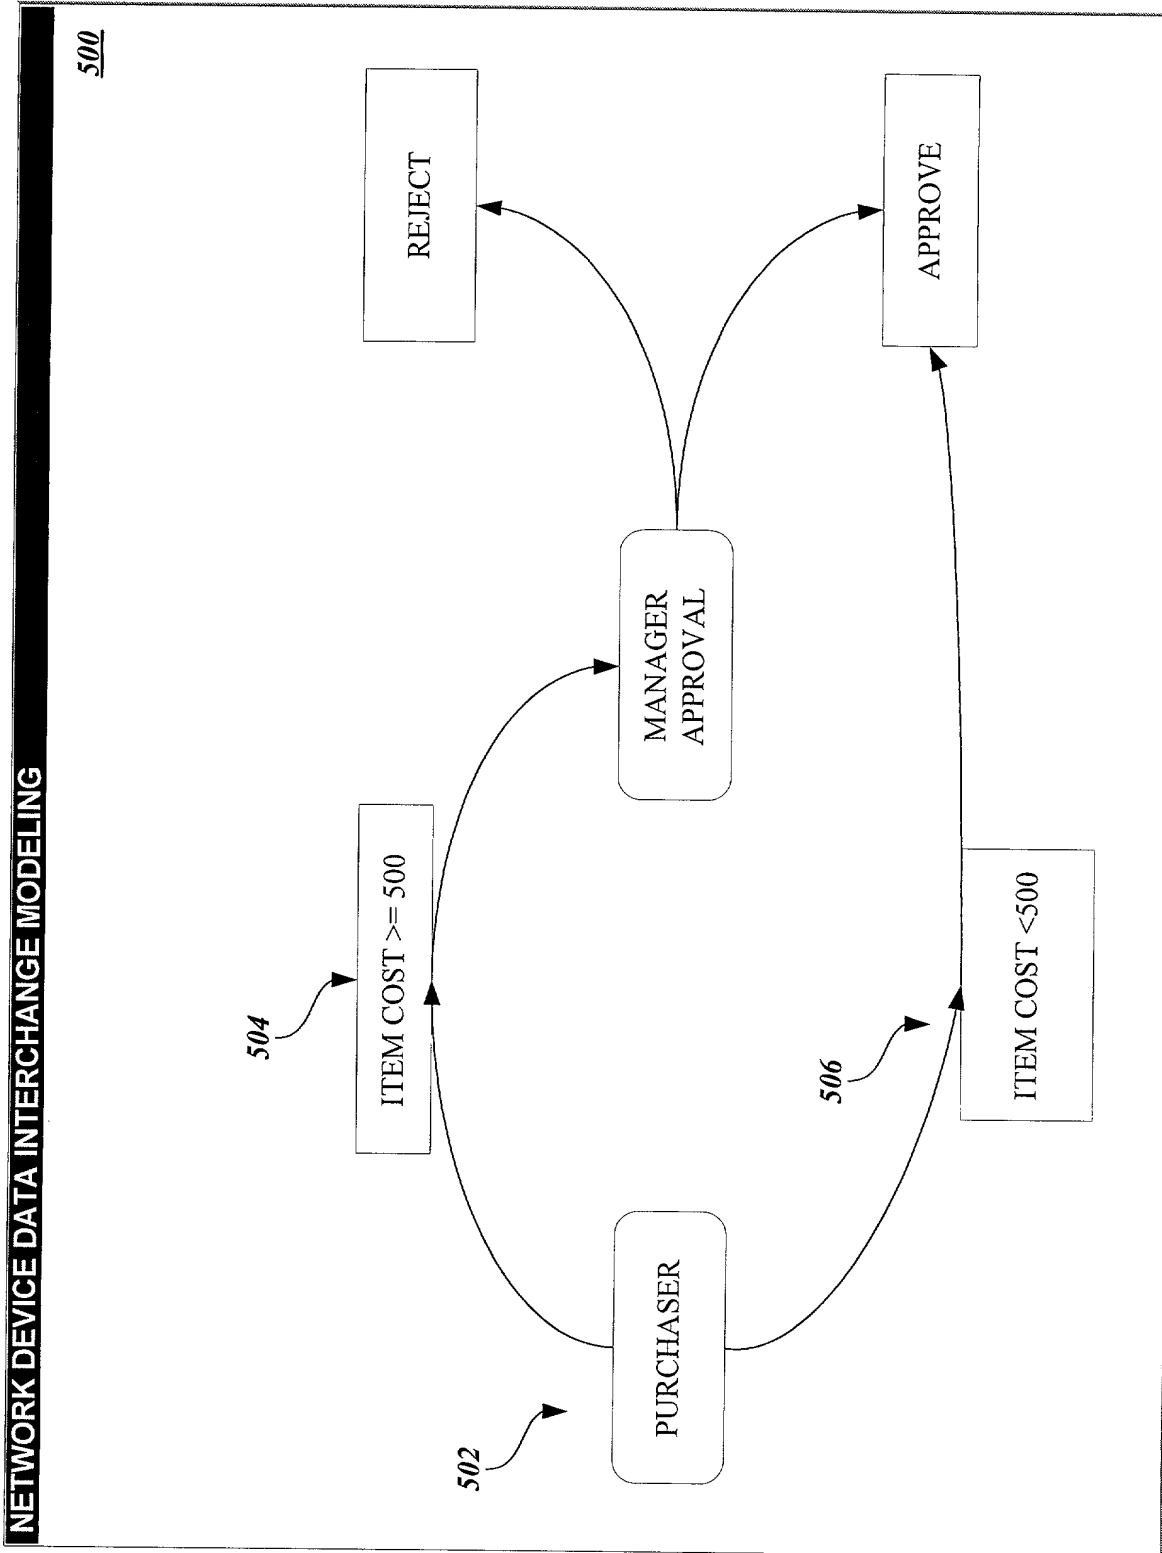 NETWORK DEVICE DATA INTERCHANGE MODELING
500
504
ITEM COST >= 500
REJECT
502
PURCHASER
MANAGER
APPROVAL
506
ITEM COST <500
APPROVE